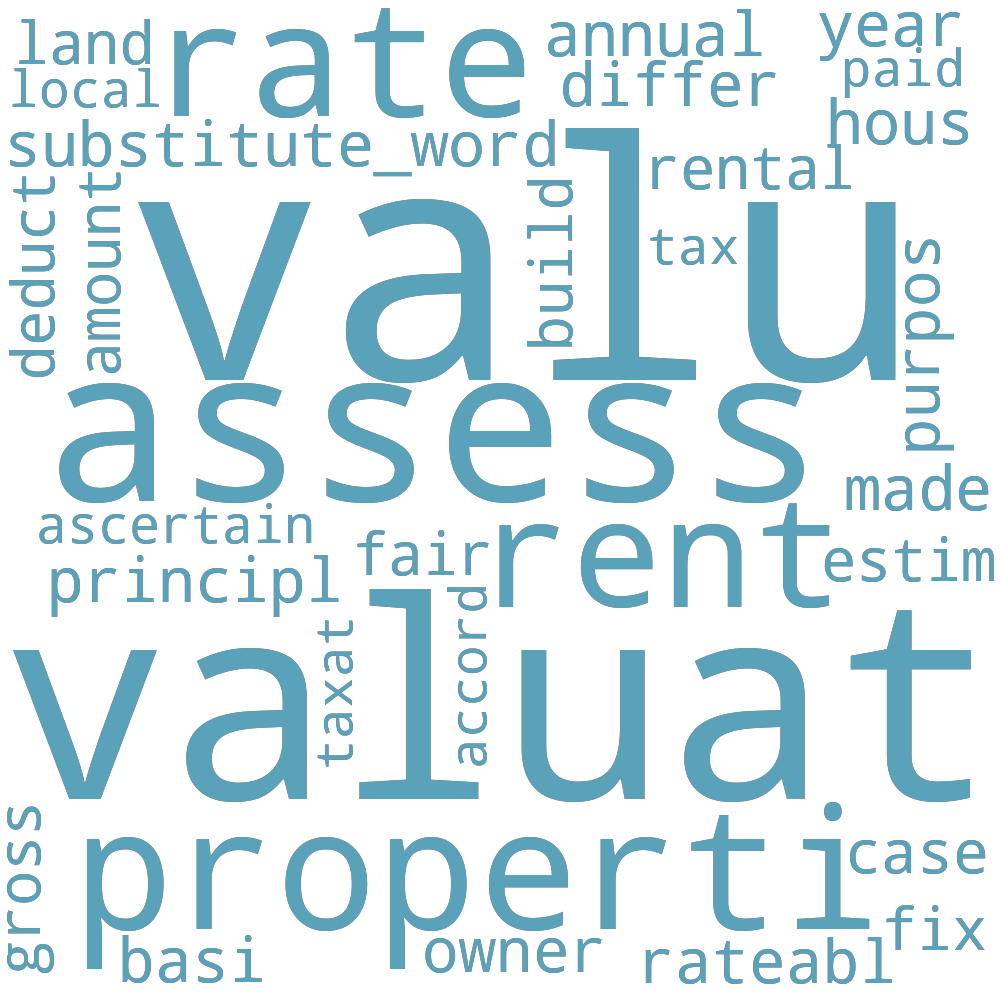 land
rate
annual
year
local
differ
paid
substitute_word
hous
rental
deduct
amount
valu
build
tax
purpos
assess
made
ascertain
rent
fair
estim
principl
valuat
taxat
accord
gross
properti
case
basi
owner
rateabl
fix